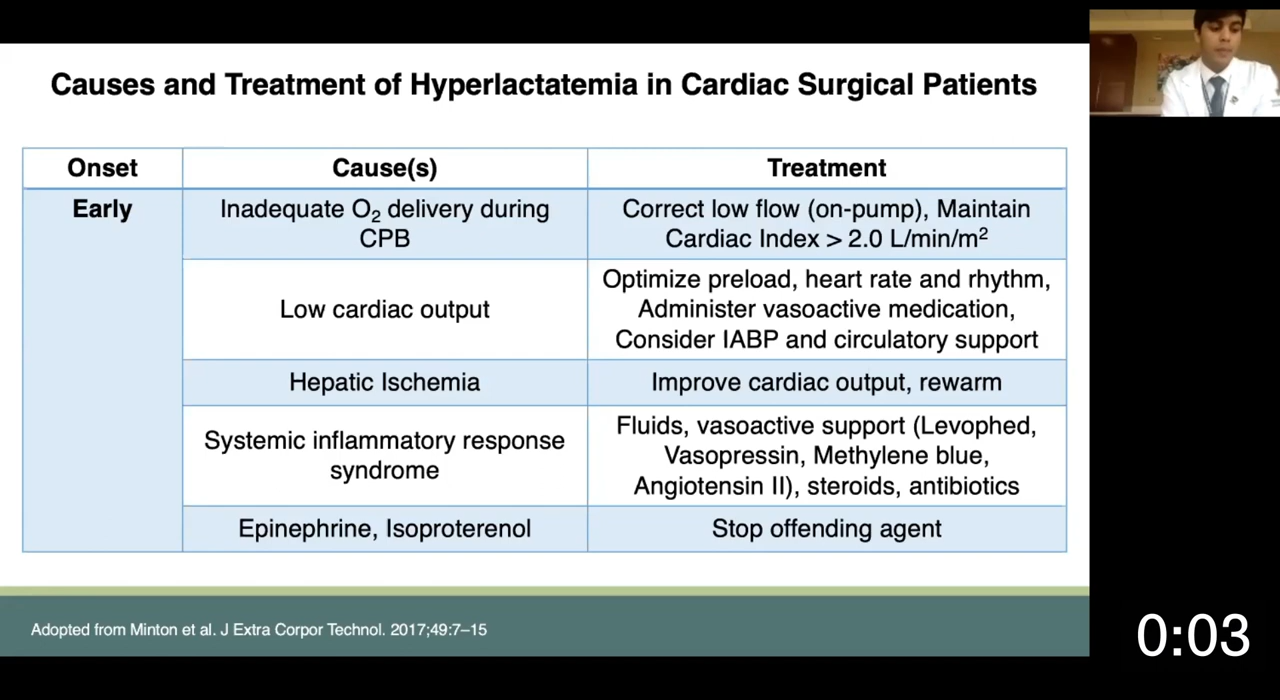 Causes and Treatment of Hyperlactatemia in Cardiac Surgical Patients
Onset
Cause(s)
Treatment
Early
Inadequate O₂ delivery during
CPB
Correct low flow (on-pump), Maintain
Cardiac Index > 2.0 L/min/m²
Low cardiac output
Optimize preload, heart rate and rhythm,
Administer vasoactive medication,
Consider IABP and circulatory support
Hepatic Ischemia
Improve cardiac output, rewarm
Systemic inflammatory response
syndrome
Fluids, vasoactive support (Levophed,
Vasopressin, Methylene blue,
Angiotensin II), steroids, antibiotics
Epinephrine, Isoproterenol
Stop offending agent
Adopted from Minton et al. J Extra Corpor Technol. 2017;49:7–15
0:03